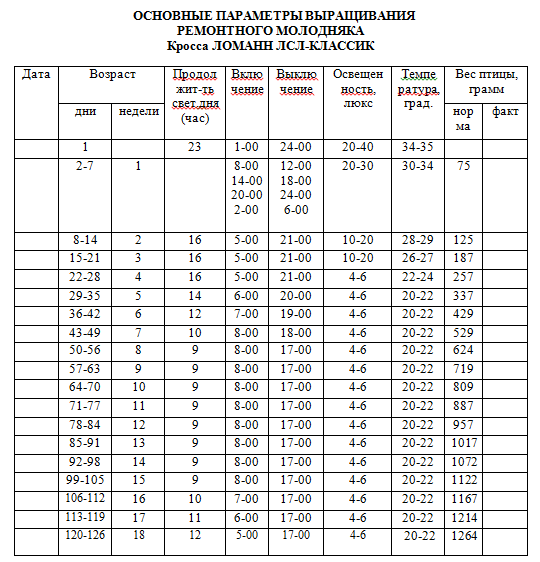 ОСНОВНЫЕ ПАРАМЕТРЫ ВЫРАЩИВАНИЯ
РЕМОНТНОГО МОЛОДНЯКА
Кросса ЛОМАНН ЛСЛ-КЛАССИК
Дата Возраст Продол жит-ть свет.дня (час) Вклю чение Выклю чение Освещен ность, люкс Темпе ратура, град. Вес птицы, грамм
дни недели нор ма факт
1 23 1-00 24-00 20-40 34-35
2-7 1 8-00 12-00 20-30 30-34 75
14-00 18-00
20-00 24-00
2-00 6-00
8-14 2 16 5-00 21-00 10-20 28-29 125
15-21 3 16 5-00 21-00 10-20 26-27 187
22-28 4 16 5-00 21-00 4-6 22-24 257
29-35 5 14 6-00 20-00 4-6 20-22 337
36-42 6 12 7-00 19-00 4-6 20-22 429
43-49 7 10 8-00 18-00 4-6 20-22 529
50-56 8 9 8-00 17-00 4-6 20-22 624
57-63 9 9 8-00 17-00 4-6 20-22 719
64-70 10 9 8-00 17-00 4-6 20-22 809
71-77 11 9 8-00 17-00 4-6 20-22 887
78-84 12 9 8-00 17-00 4-6 20-22 957
85-91 13 9 8-00 17-00 4-6 20-22 1017
92-98 14 9 8-00 17-00 4-6 20-22 1072
99-105 15 9 8-00 17-00 4-6 20-22 1122
106-112 16 10 7-00 17-00 4-6 20-22 1167
113-119 17 11 6-00 17-00 4-6 20-22 1214
120-126 18 12 5-00 17-00 4-6 20-22 1264